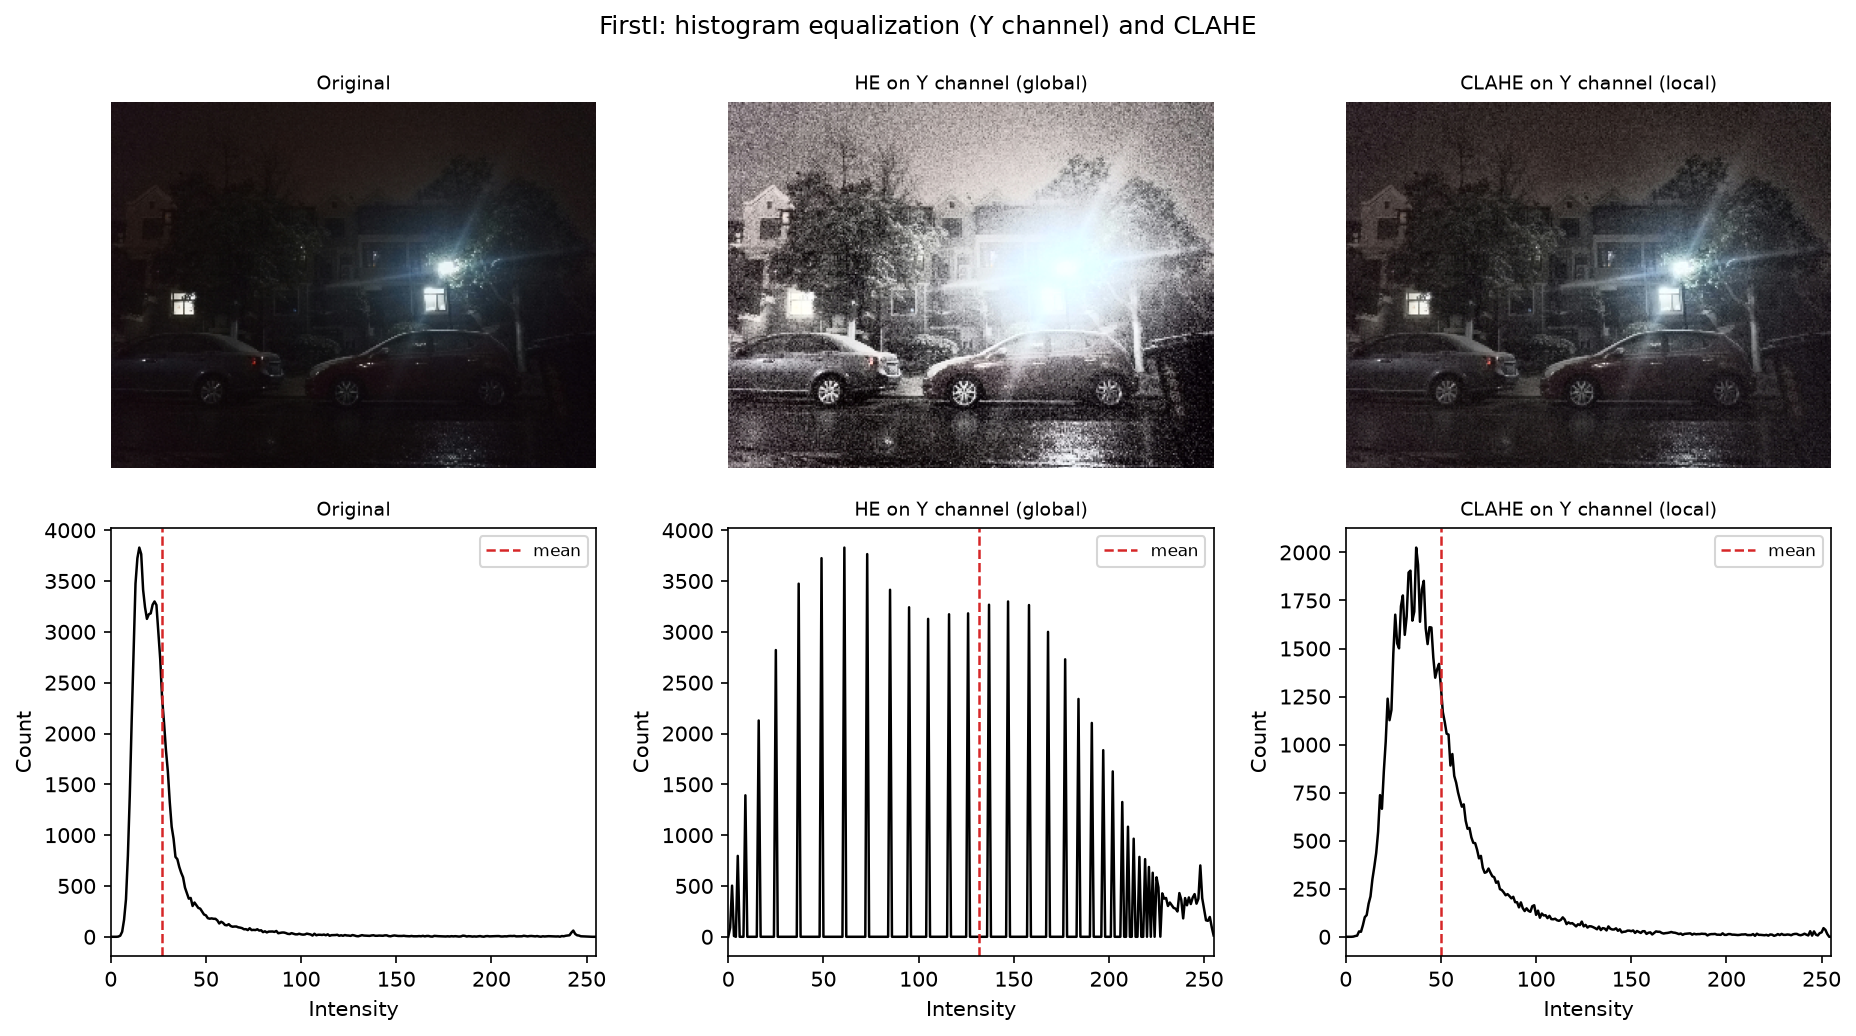 FirstI: histogram equalization (Y channel) and CLAHE
Original
HE on Y channel (global)
CLAHE on Y channel (local)
Original
4000
3500
3000
2500
2000
1500
1000
500
0
Count
mean
0 50 100 150 200 250
Intensity
HE on Y channel (global)
4000
3500
3000
2500
2000
1500
1000
500
0
Count
mean
0 50 100 150 200 250
Intensity
CLAHE on Y channel (local)
2000
1750
1500
1250
1000
750
500
250
0
Count
mean
0 50 100 150 200 250
Intensity